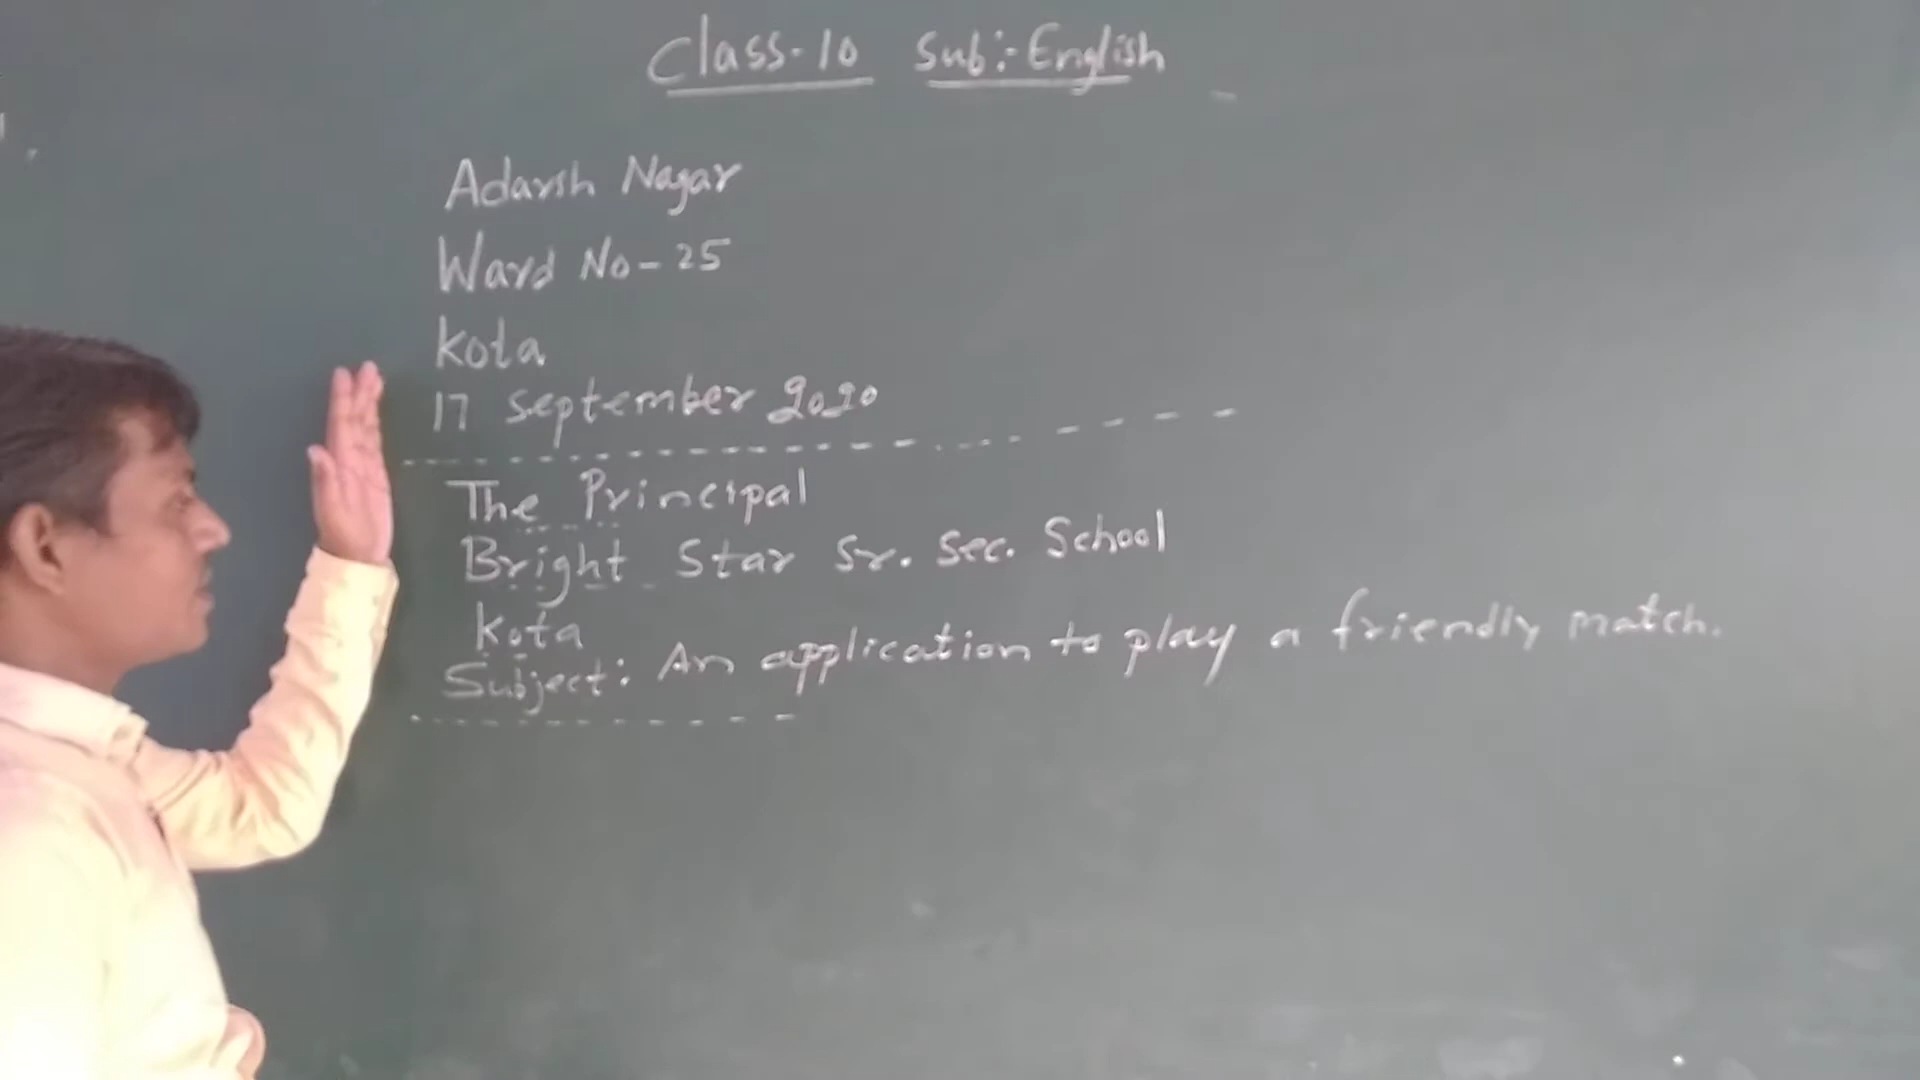 Class-10 Sub:-English
Adarsh Nagar
Ward No-25
Kota
17 September 2020
The Principal
Bright Star Sr. Sec. School
Kota
Subject: An application to play a friendly match.